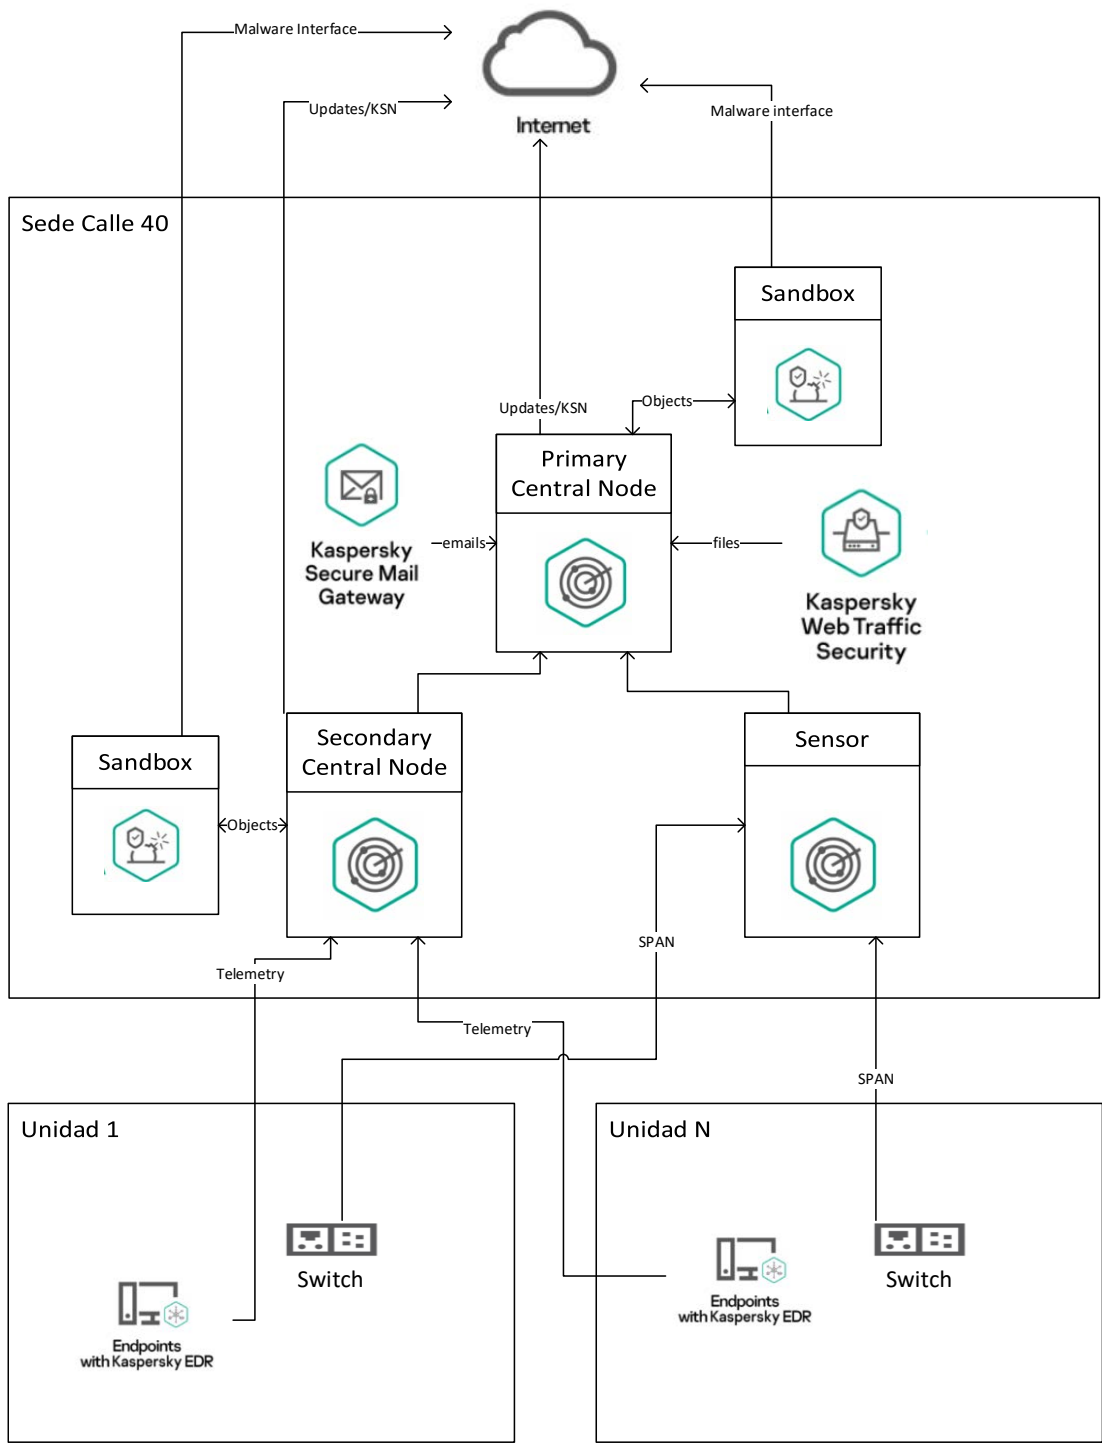 Malware Interface
Updates/KSN
Internet
Malware interface
Sede Calle 40
Sandbox
Objects
Updates/KSN
Primary
Central Node
Kaspersky
Secure Mail
Gateway
emails
files
Kaspersky
Web Traffic
Security
Secondary
Central Node
Sensor
Sandbox
Objects
SPAN
Telemetry
Telemetry
SPAN
Unidad 1
Switch
Endpoints
with Kaspersky EDR
Unidad N
Switch
Endpoints
with Kaspersky EDR